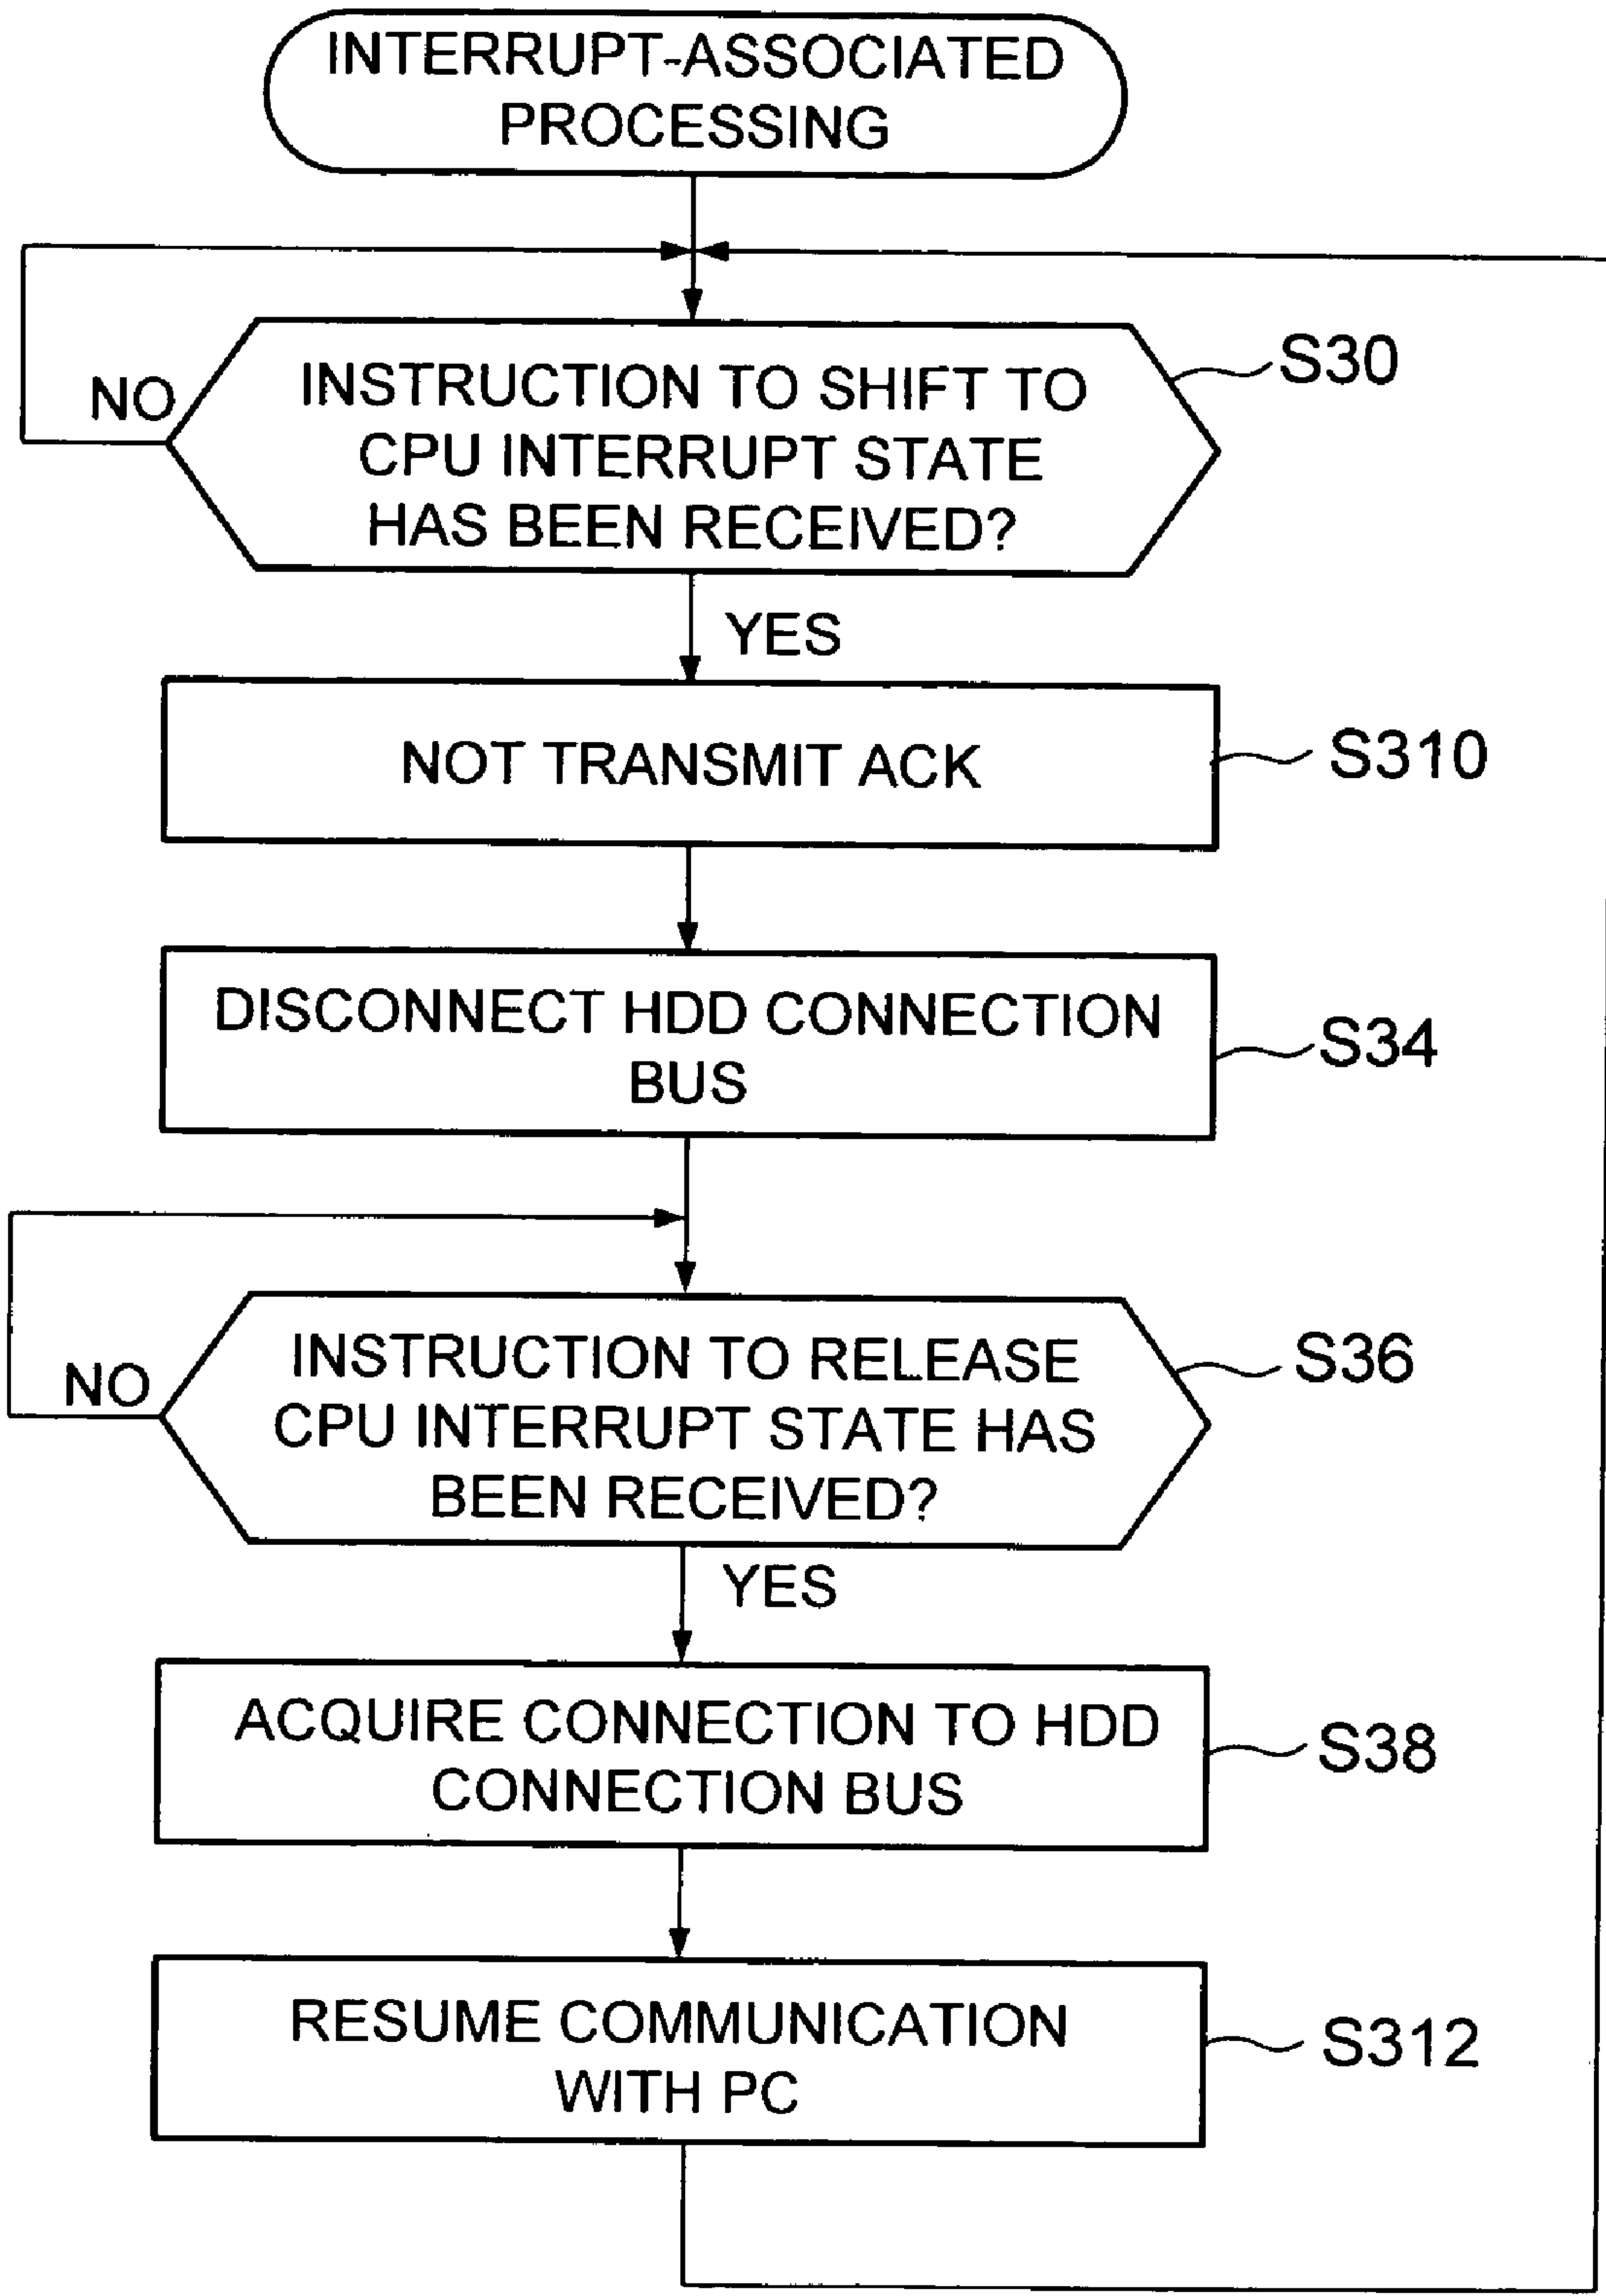 INTERRUPT-ASSOCIATED
PROCESSING
S30
NO
INSTRUCTION TO SHIFT TO
CPU INTERRUPT STATE
HAS BEEN RECEIVED?
YES
NOT TRANSMIT ACK
S310
DISCONNECT HDD CONNECTION
BUS
S34
INSTRUCTION TO RELEASE
CPU INTERRUPT STATE HAS
BEEN RECEIVED?
S36
NO
YES
ACQUIRE CONNECTION TO HDD
CONNECTION BUS
S38
RESUME COMMUNICATION
WITH PC
S312